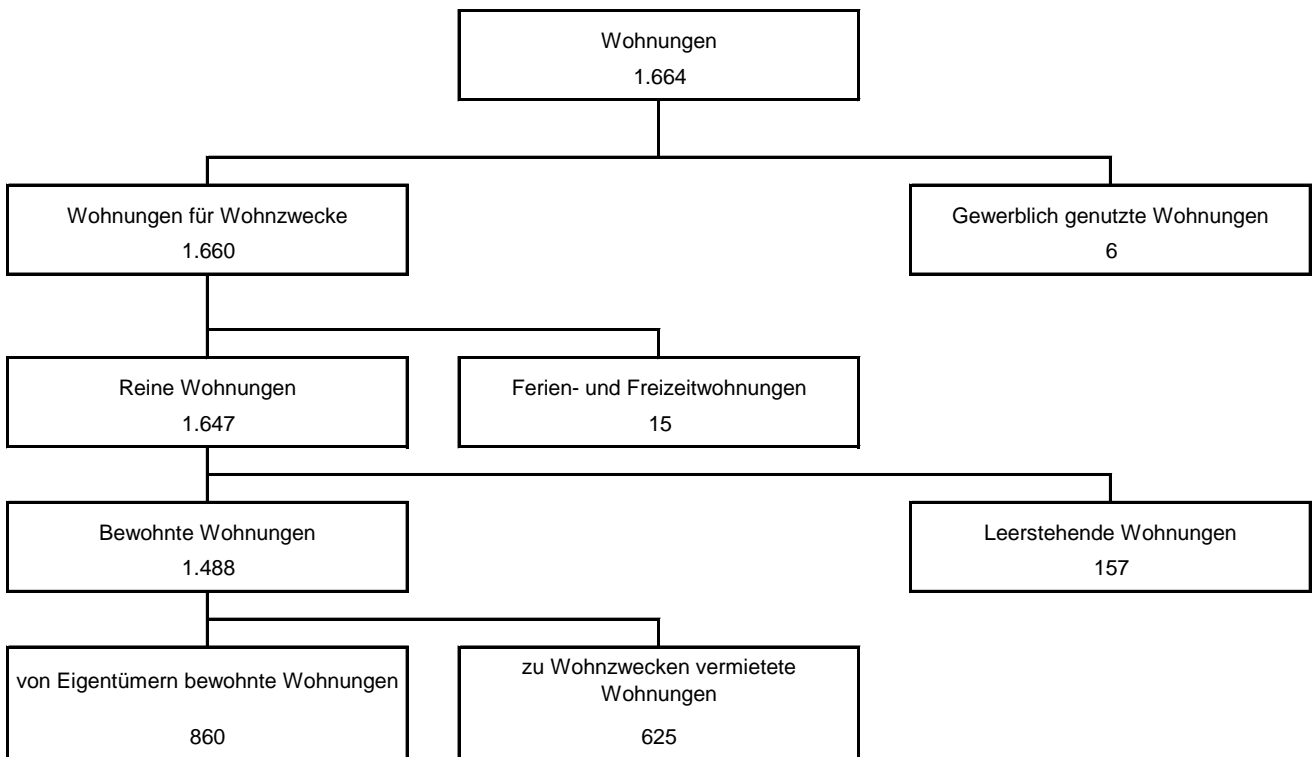 Wohnungen
1.664
Wohnungen für Wohnzwecke
1.660
Gewerblich genutzte Wohnungen
6
Reine Wohnungen
1.647
Ferien- und Freizeitwohnungen
15
Bewohnte Wohnungen
1.488
Leerstehende Wohnungen
157
von Eigentümern bewohnte Wohnungen
860
zu Wohnzwecken vermietete
Wohnungen
625